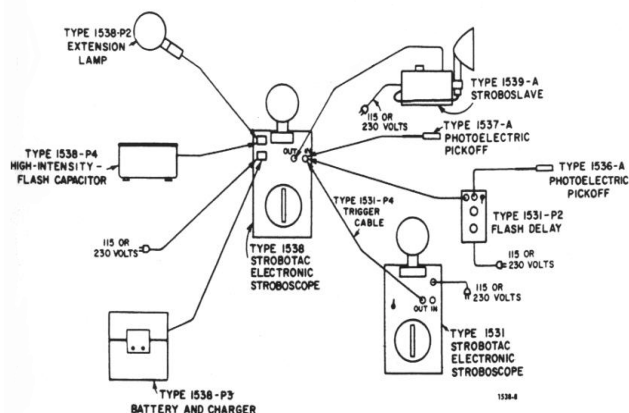 TYPE 1538-P2
EXTENSION
LAMP
TYPE 1539-A
STROBOSLAVE
115 OR
230 VOLTS
TYPE 1537-A
PHOTOELECTRIC
PICKOFF
OUT IN
TYPE 1538-P4
HIGH-INTENSITY-
FLASH CAPACITOR
TYPE 1536-A
PHOTOELECTRIC
PICKOFF
TYPE 1531-P4
TRIGGER
CABLE
TYPE 1531-P2
FLASH DELAY
115 OR
230 VOLTS
TYPE 1538
STROBOTAC
ELECTRONIC
STROBOSCOPE
115 OR
230 VOLTS
115 OR
230 VOLTS
OUT IN
TYPE 1531
STROBOTAC
ELECTRONIC
STROBOSCOPE
TYPE 1538-P3
BATTERY AND CHARGER
1538-8